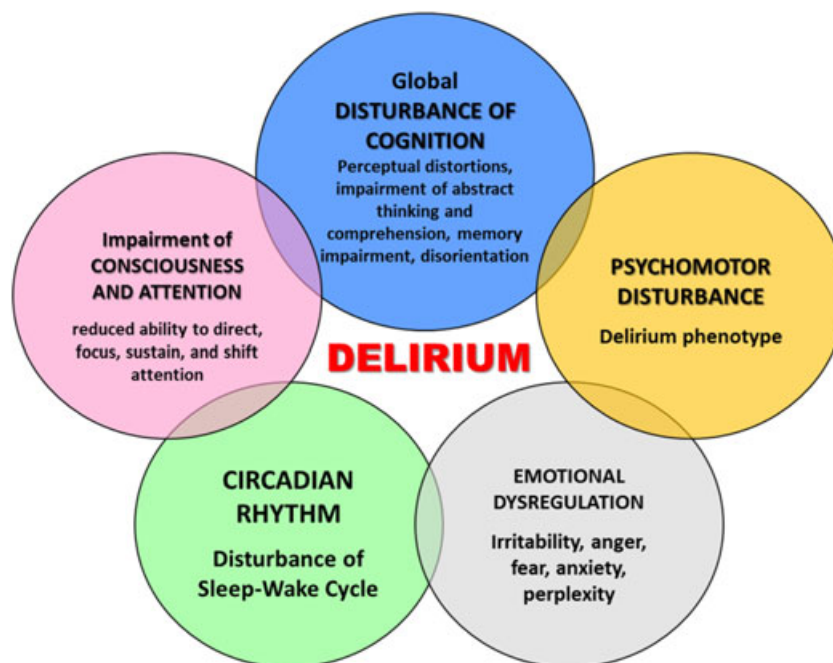 Global
DISTURBANCE OF
COGNITION
Perceptual distortions,
impairment of abstract
thinking and
comprehension, memory
impairment, disorientation
Impairment of
CONSCIOUSNESS
AND ATTENTION
reduced ability to direct,
focus, sustain, and shift
attention
PSYCHOMOTOR
DISTURBANCE
Delirium phenotype
DELIRIUM
CIRCADIAN
RHYTHM
Disturbance of
Sleep-Wake Cycle
EMOTIONAL
DYSREGULATION
Irritability, anger,
fear, anxiety,
perplexity